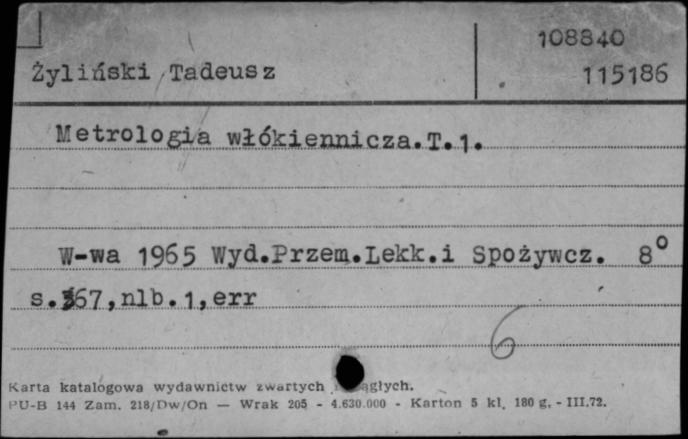 108840
Żyliński Tadeusz 115186
Metrologia włókiennicza.T.1.
W-wa 1965 Wyd.Przem.Lekk.i Spożywcz. 8°
s.367,nlb.1,err
6
Karta katalogowa wydawnictw zwartych ciągłych.
PU-B 144 Zam. 218/Dw/On — Wrak 205 - 4.630.000 - Karton 5 kl. 180 g. - III.72.